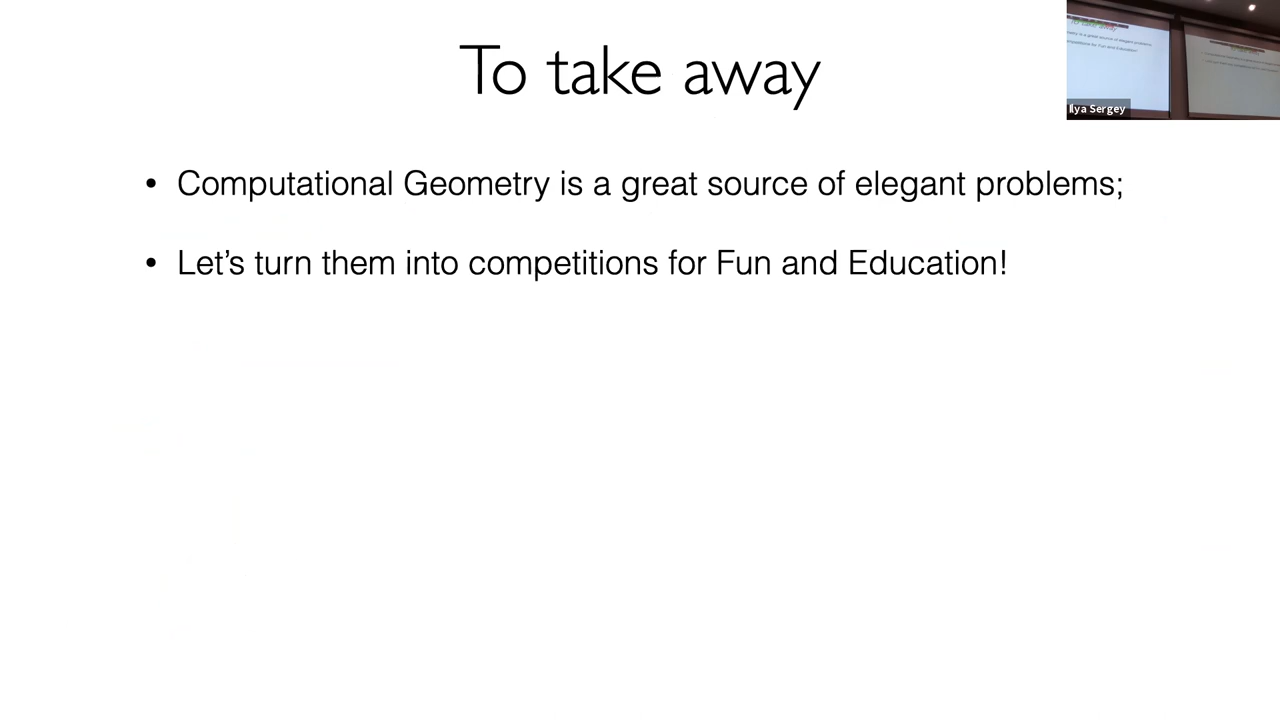 To take away
• Computational Geometry is a great source of elegant problems;
• Let’s turn them into competitions for Fun and Education!
Ilya Sergey